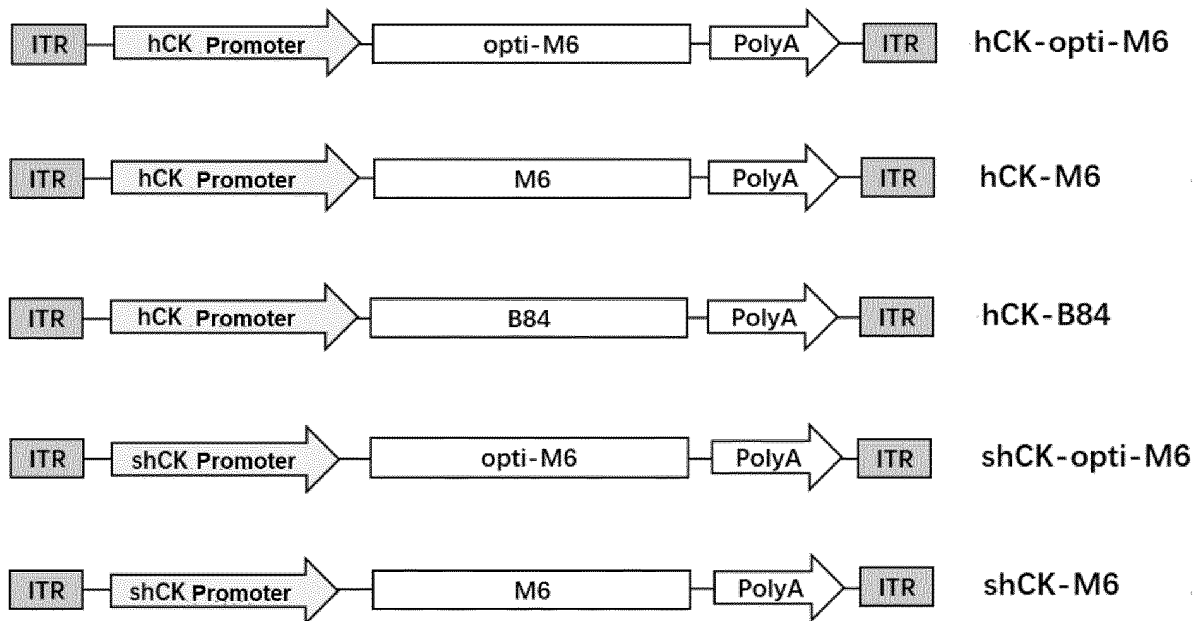 ITR hCK Promoter opti-M6 PolyA ITR hCK-opti-M6
ITR hCK Promoter M6 PolyA ITR hCK-M6
ITR hCK Promoter B84 PolyA ITR hCK-B84
ITR shCK Promoter opti-M6 PolyA ITR shCK-opti-M6
ITR shCK Promoter M6 PolyA ITR shCK-M6